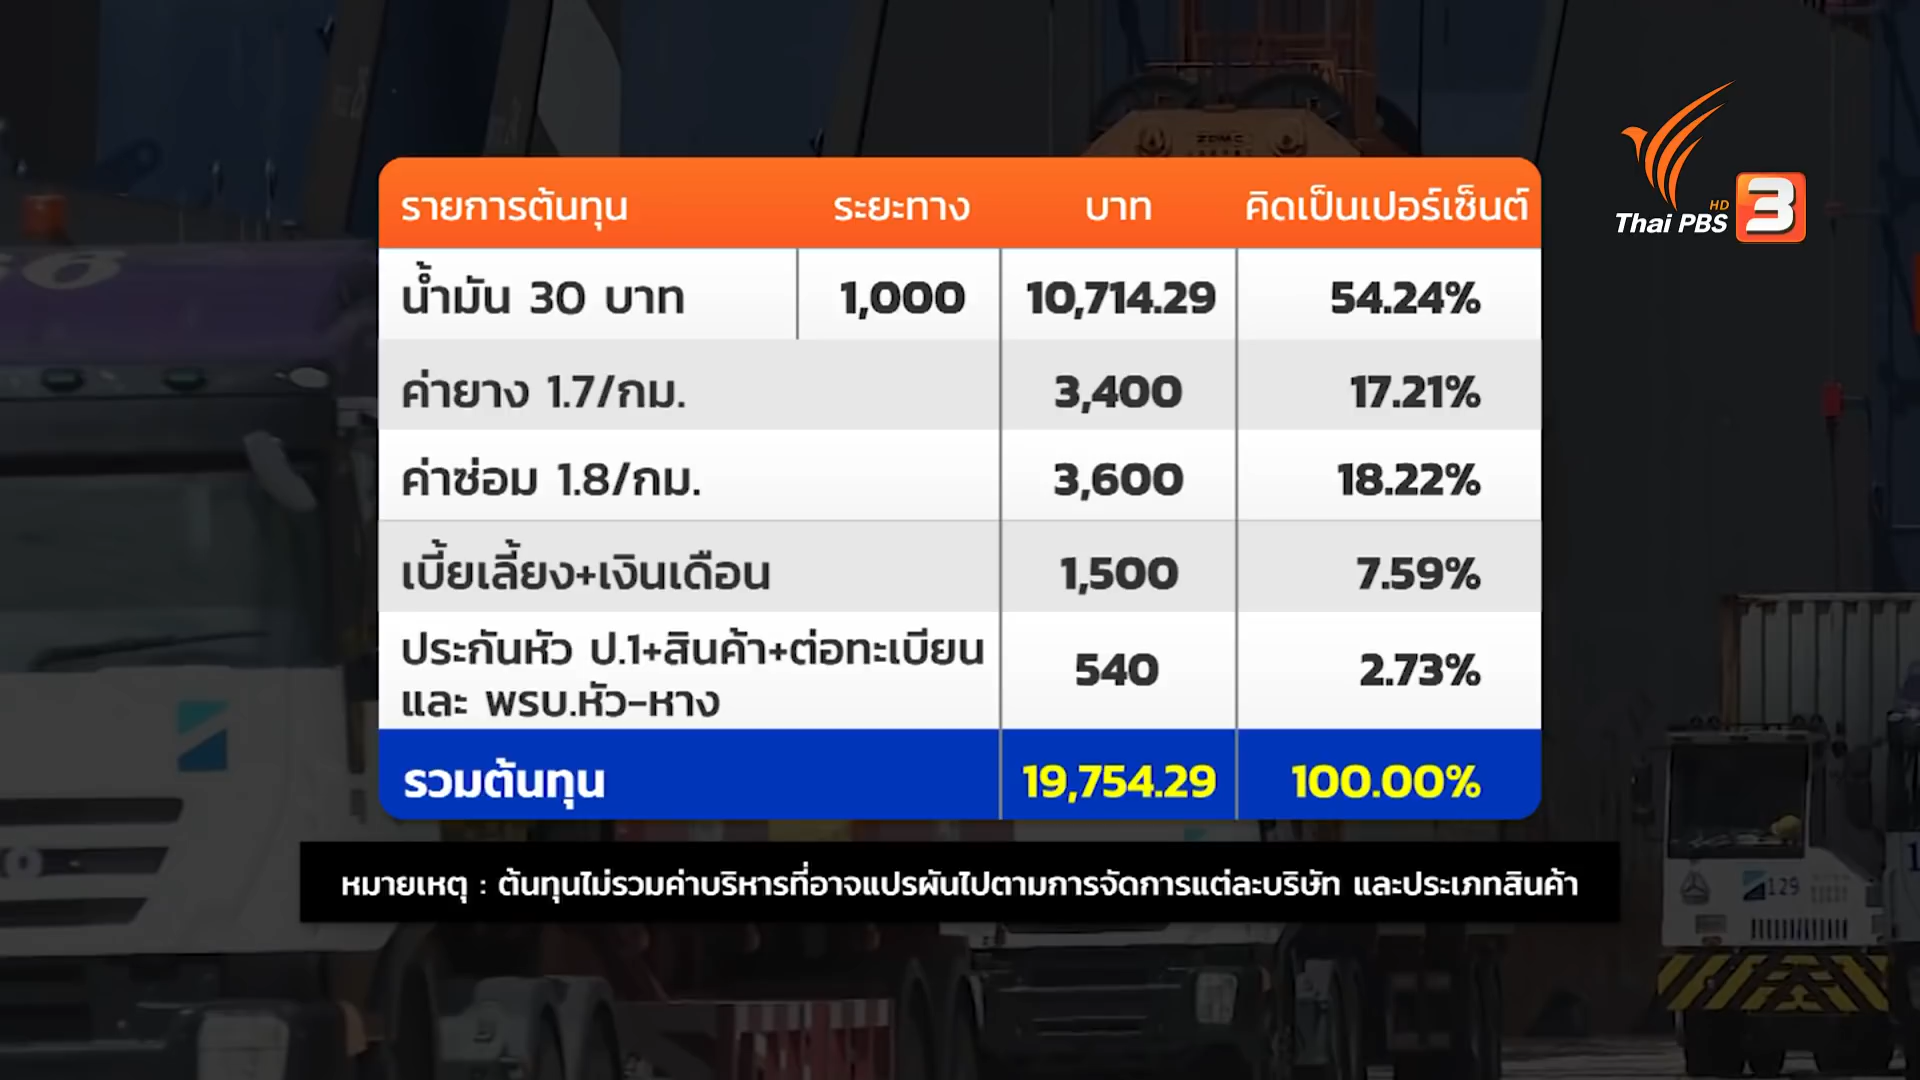 Thai PBS HD 3
รายการต้นทุน ระยะทาง บาท คิดเป็นเปอร์เซ็นต์
น้ำมัน 30 บาท 1,000 10,714.29 54.24%
ค่ายาง 1.7/กม. 3,400 17.21%
ค่าซ่อม 1.8/กม. 3,600 18.22%
เบี้ยเลี้ยง+เงินเดือน 1,500 7.59%
ประกันหัว ป.1+สินค้า+ต่อทะเบียน
และ พรบ.หัว-หาง 540 2.73%
รวมต้นทุน 19,754.29 100.00%
หมายเหตุ : ต้นทุนไม่รวมค่าบริหารที่อาจแปรผันไปตามการจัดการแต่ละบริษัท และประเภทสินค้า
ZPMC
129